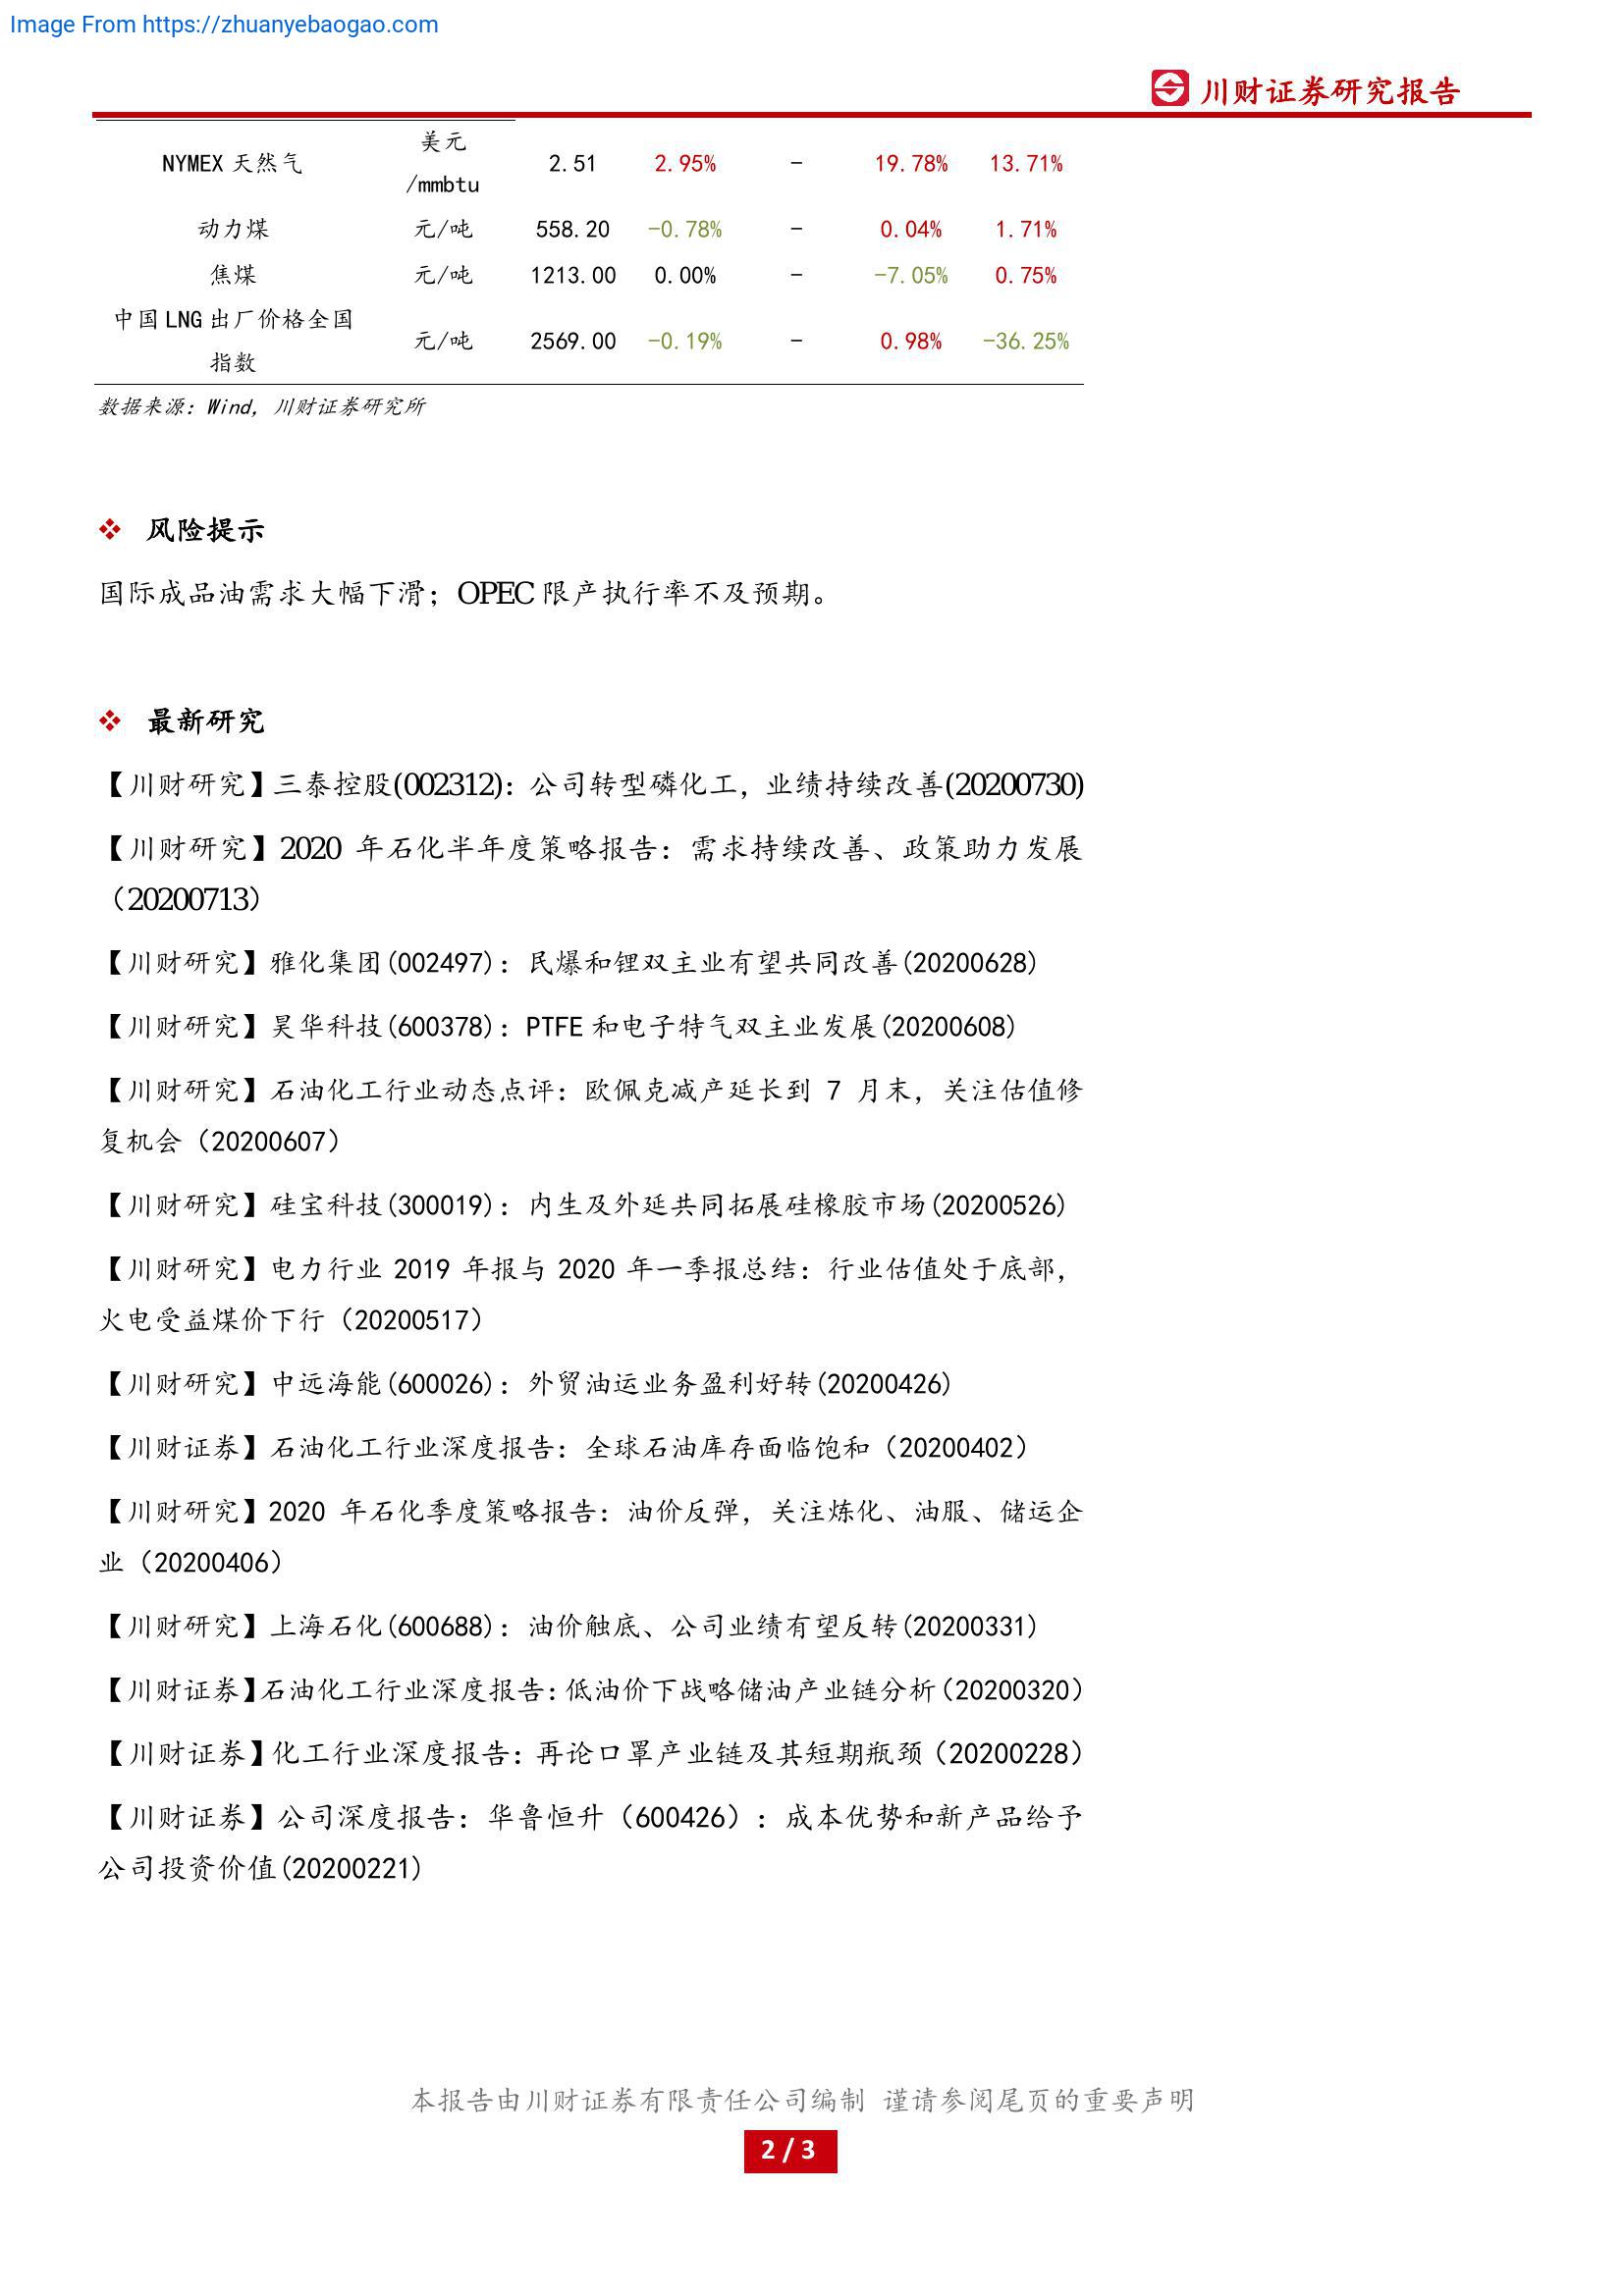 Image From https://zhuanyebaogao.com
川财证券研究报告
美元
NYMEX 天然气 2.51 2.95% - 19.78% 13.71%
/mmbtu
动力煤 元/吨 558.20 -0.78% - 0.04% 1.71%
焦煤 元/吨 1213.00 0.00% - -7.05% 0.75%
中国 LNG 出厂价格全国
元/吨 2569.00 -0.19% - 0.98% -36.25%
指数
数据来源：Wind，川财证券研究所
❖ 风险提示
国际成品油需求大幅下滑；OPEC 限产执行率不及预期。
❖ 最新研究
【川财研究】三泰控股(002312)：公司转型磷化工，业绩持续改善(20200730)
【川财研究】2020 年石化半年度策略报告：需求持续改善、政策助力发展
（20200713）
【川财研究】雅化集团(002497)：民爆和锂双主业有望共同改善(20200628)
【川财研究】昊华科技(600378)：PTFE 和电子特气双主业发展(20200608)
【川财研究】石油化工行业动态点评：欧佩克减产延长到 7 月末，关注估值修
复机会（20200607）
【川财研究】硅宝科技(300019)：内生及外延共同拓展硅橡胶市场(20200526)
【川财研究】电力行业 2019 年报与 2020 年一季报总结：行业估值处于底部，
火电受益煤价下行（20200517）
【川财研究】中远海能(600026)：外贸油运业务盈利好转(20200426)
【川财证券】石油化工行业深度报告：全球石油库存面临饱和（20200402）
【川财研究】2020 年石化季度策略报告：油价反弹，关注炼化、油服、储运企
业（20200406）
【川财研究】上海石化(600688)：油价触底、公司业绩有望反转(20200331)
【川财证券】石油化工行业深度报告：低油价下战略储油产业链分析（20200320）
【川财证券】化工行业深度报告：再论口罩产业链及其短期瓶颈（20200228）
【川财证券】公司深度报告：华鲁恒升（600426）：成本优势和新产品给予
公司投资价值(20200221)
本报告由川财证券有限责任公司编制 谨请参阅尾页的重要声明
2 / 3